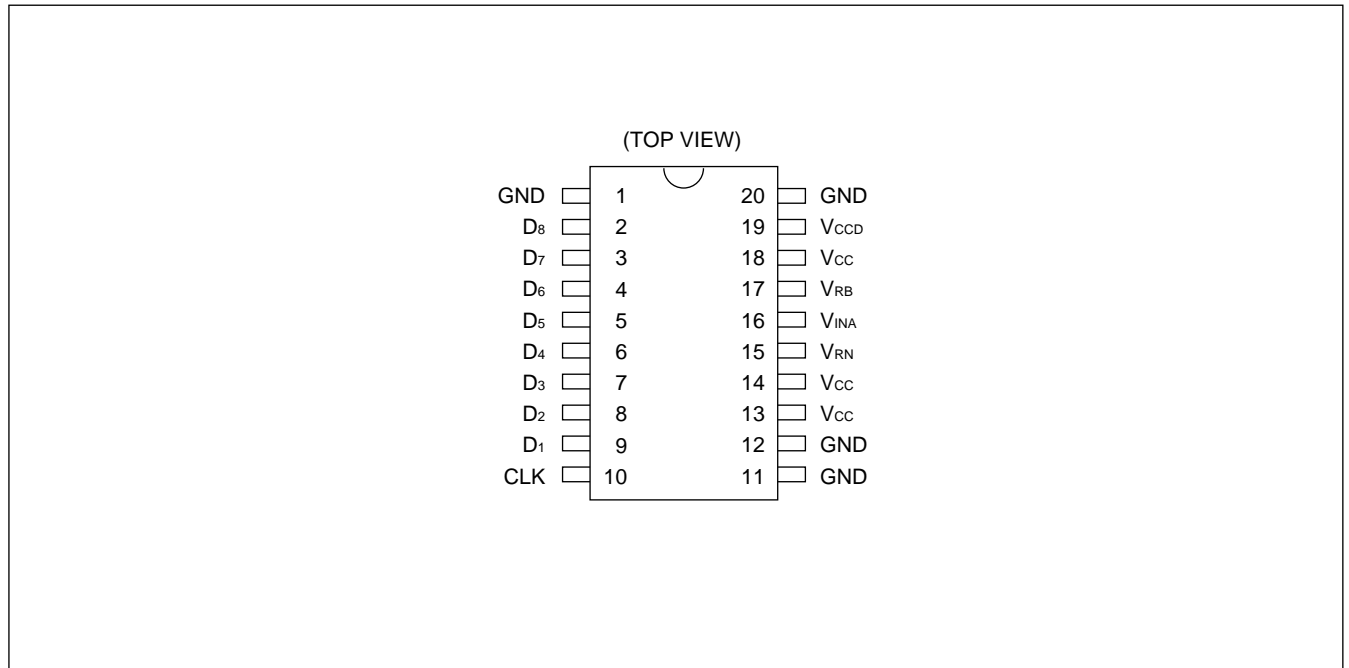 (TOP VIEW)
GND 1 20 GND
D8 2 19 VCCD
D7 3 18 VCC
D6 4 17 VRB
D5 5 16 VINA
D4 6 15 VRN
D3 7 14 VCC
D2 8 13 VCC
D1 9 12 GND
CLK 10 11 GND